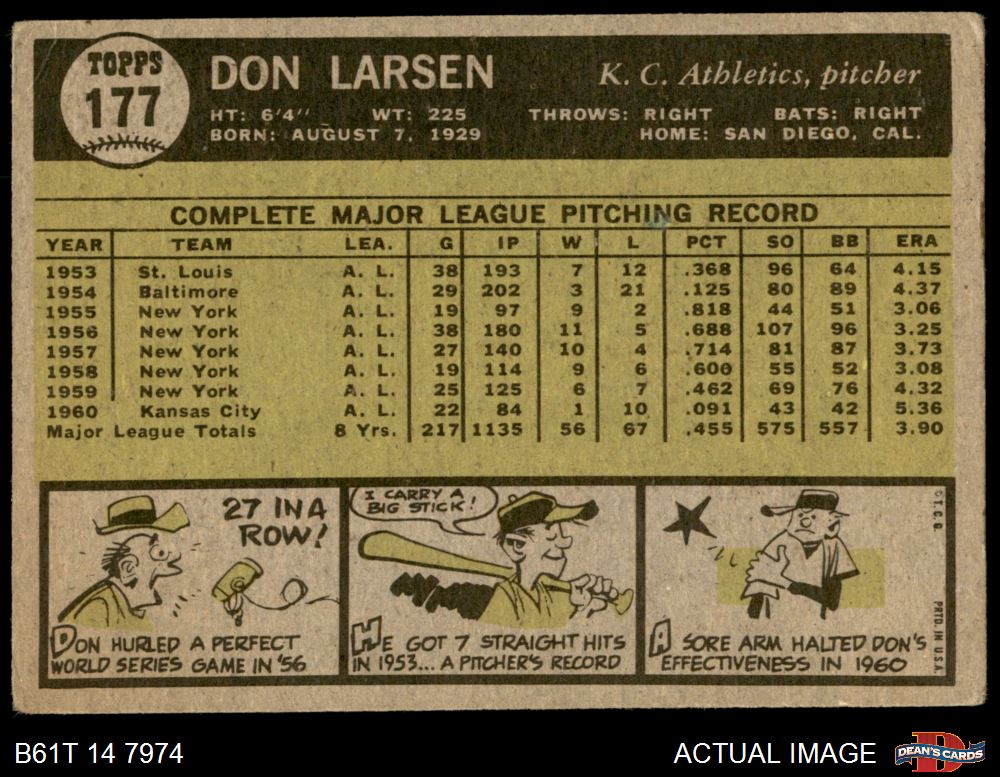 TOPPS
177
DON LARSEN
K. C. Athletics, pitcher
HT: 6'4" WT: 225 THROWS: RIGHT BATS: RIGHT
BORN: AUGUST 7, 1929 HOME: SAN DIEGO, CAL.
COMPLETE MAJOR LEAGUE PITCHING RECORD
YEAR TEAM LEA. G IP W L PCT SO BB ERA
1953 St. Louis A. L. 38 193 7 12 .368 96 64 4.15
1954 Baltimore A. L. 29 202 3 21 .125 80 89 4.37
1955 New York A. L. 19 97 9 2 .818 44 51 3.06
1956 New York A. L. 38 180 11 5 .688 107 96 3.25
1957 New York A. L. 27 140 10 4 .714 81 87 3.73
1958 New York A. L. 19 114 9 6 .600 55 52 3.08
1959 New York A. L. 25 125 6 7 .462 69 76 4.32
1960 Kansas City A. L. 22 84 1 10 .091 43 42 5.36
Major League Totals 8 Yrs. 217 1135 56 67 .455 575 557 3.90
27 IN A
ROW!
DON HURLED A PERFECT
WORLD SERIES GAME IN '56
I CARRY A
BIG STICK!
HE GOT 7 STRAIGHT HITS
IN 1953... A PITCHER'S RECORD
A SORE ARM HALTED DON'S
EFFECTIVENESS IN 1960
© T. C. G.
PRTD. IN U.S.A.
B61T 14 7974
ACTUAL IMAGE
DEAN'S CARDS